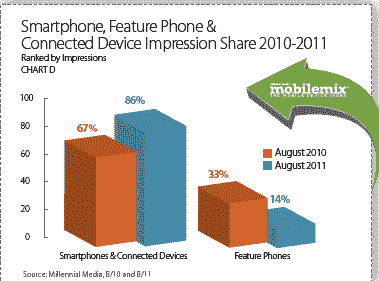 Smartphone, Feature Phone &
Connected Device Impression Share 2010-2011
Ranked by Impressions
CHART D
mobilemix
THE MOBILE DEVICE INDEX
100
80
60
40
20
0
67%
86%
33%
14%
August 2010
August 2011
Smartphones & Connected Devices
Feature Phones
Source: Millennial Media, 8/10 and 8/11